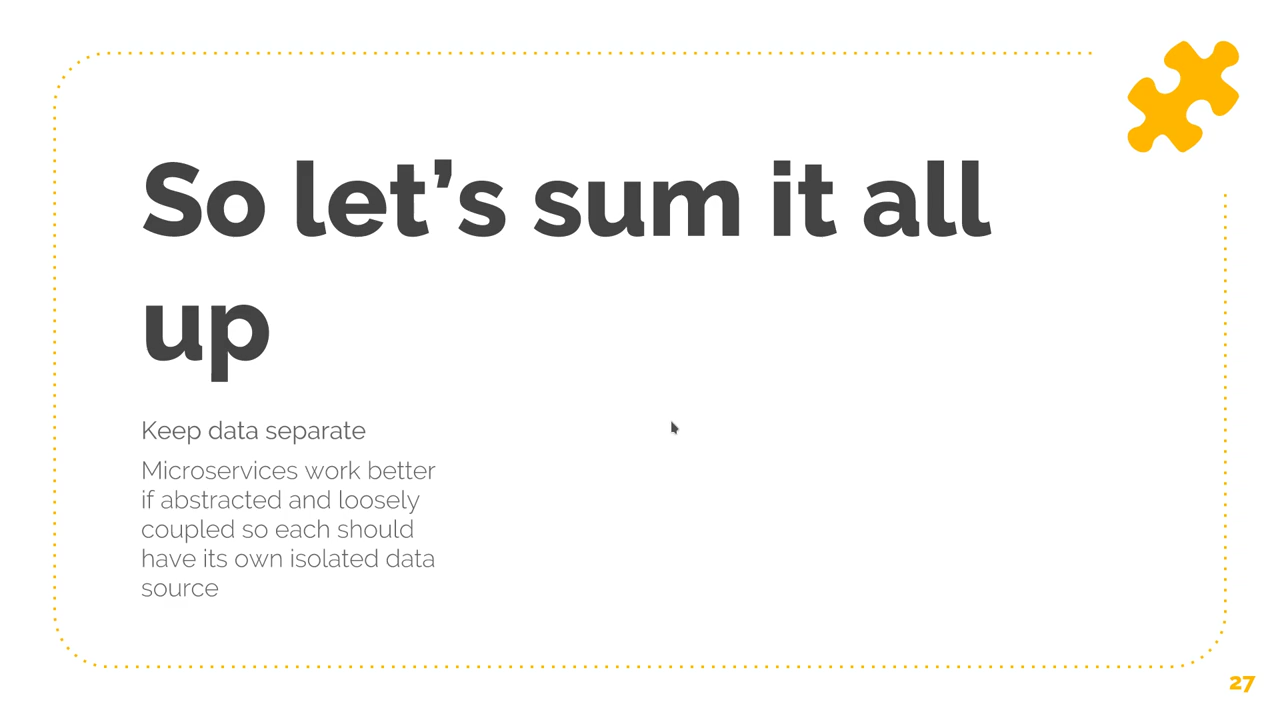 So let’s sum it all
up
Keep data separate
Microservices work better
if abstracted and loosely
coupled so each should
have its own isolated data
source
27